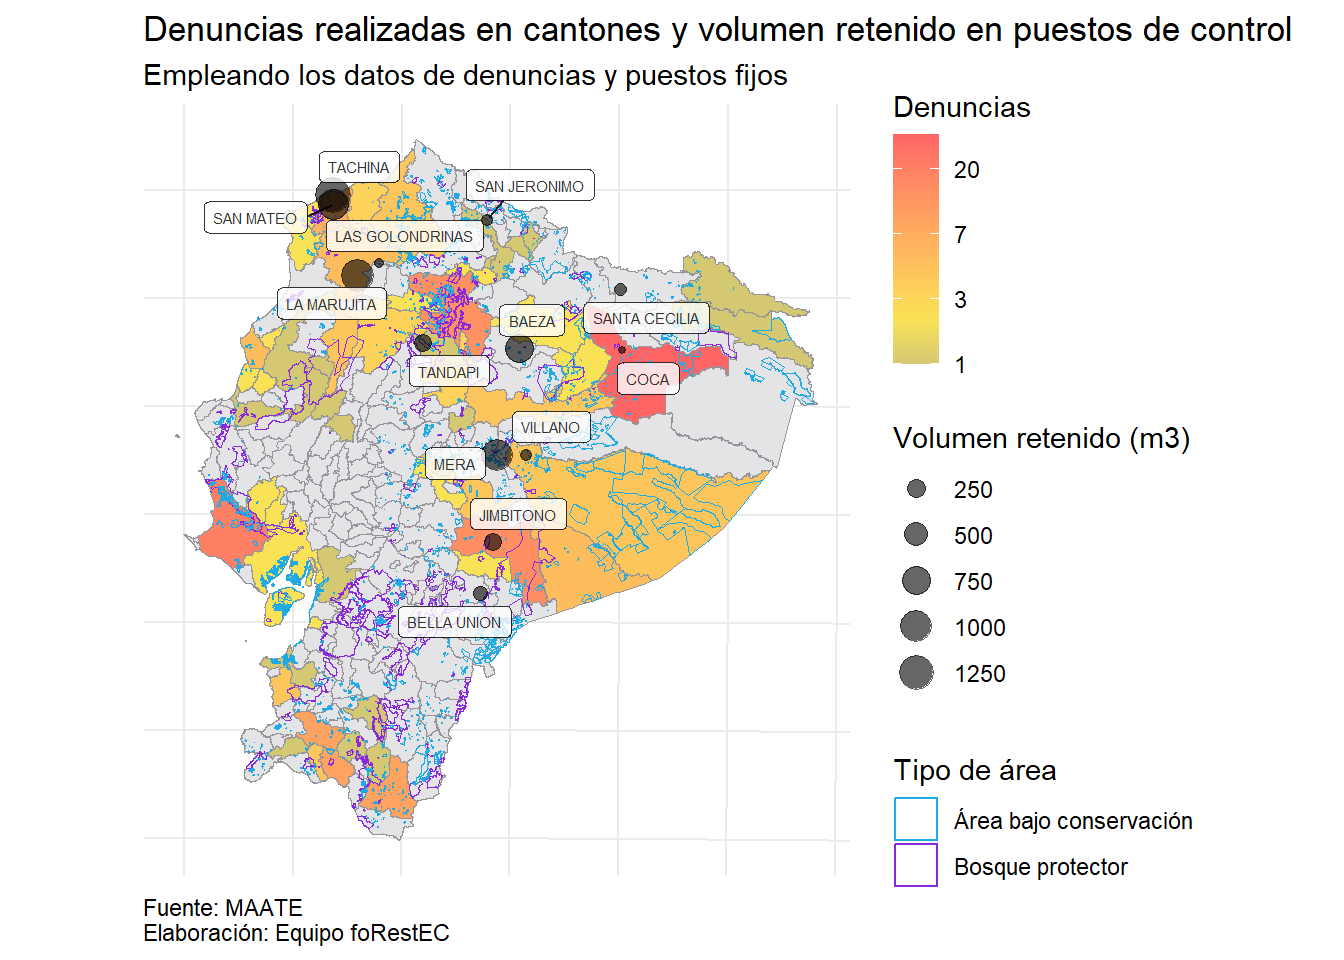 Denuncias realizadas en cantones y volumen retenido en puestos de control
Empleando los datos de denuncias y puestos fijos
TACHINA
SAN JERONIMO
SAN MATEO
LAS GOLONDRINAS
LA MARUJITA
BAEZA
SANTA CECILIA
TANDAPI
COCA
VILLANO
MERA
JIMBITONO
BELLA UNION
Denuncias
20
7
3
1
Volumen retenido (m3)
250
500
750
1000
1250
Tipo de área
Área bajo conservación
Bosque protector
Fuente: MAATE
Elaboración: Equipo foRestEC